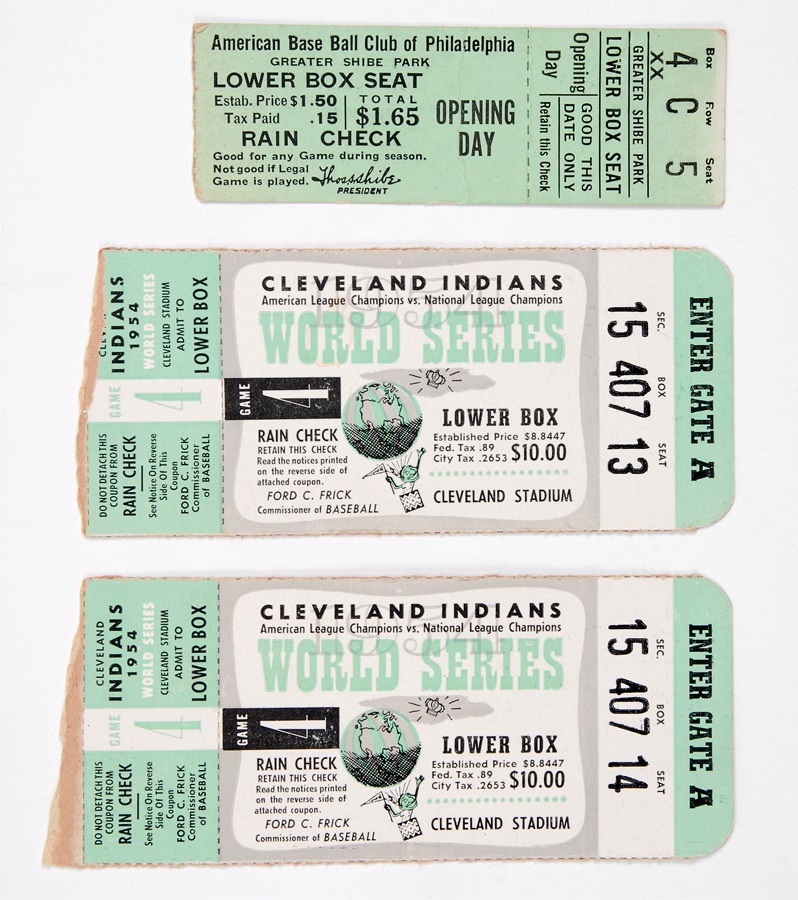 American Base Ball Club of Philadelphia
GREATER SHIBE PARK
LOWER BOX SEAT
Estab. Price $1.50
Tax Paid .15
TOTAL
$1.65
RAIN CHECK
Good for any Game during season.
Not good if Legal
Game is played.
Thos S Shibe
PRESIDENT
OPENING
DAY
Opening
Day
GOOD THIS
DATE ONLY
Retain this Check
LOWER BOX SEAT
GREATER SHIBE PARK
XX
Box Row Seat
4 C 5
CLEV
INDIANS
1954
WORLD SERIES
CLEVELAND STADIUM
ADMIT TO
LOWER BOX
GAME
4
DO NOT DETACH THIS
COUPON FROM
RAIN CHECK
See Notice On Reverse
Side Of This
Coupon
FORD C. FRICK
Commissioner
of BASEBALL
1954
CLEVELAND INDIANS
American League Champions vs. National League Champions
WORLD SERIES
GAME
4
RAIN CHECK
RETAIN THIS CHECK
Read the notices printed
on the reverse side of
attached coupon.
FORD C. FRICK
Commissioner of BASEBALL
LOWER BOX
Established Price $8.8447
Fed. Tax .89
City Tax .2653 $10.00
CLEVELAND STADIUM
SEC. BOX SEAT
15 407 13
ENTER GATE A
CLEVELAND
INDIANS
1954
WORLD SERIES
CLEVELAND STADIUM
ADMIT TO
LOWER BOX
GAME
4
DO NOT DETACH THIS
COUPON FROM
RAIN CHECK
See Notice On Reverse
Side Of This
Coupon
FORD C. FRICK
Commissioner
of BASEBALL
1954
CLEVELAND INDIANS
American League Champions vs. National League Champions
WORLD SERIES
GAME
4
RAIN CHECK
RETAIN THIS CHECK
Read the notices printed
on the reverse side of
attached coupon.
FORD C. FRICK
Commissioner of BASEBALL
LOWER BOX
Established Price $8.8447
Fed. Tax .89
City Tax .2653 $10.00
CLEVELAND STADIUM
SEC. BOX SEAT
15 407 14
ENTER GATE A